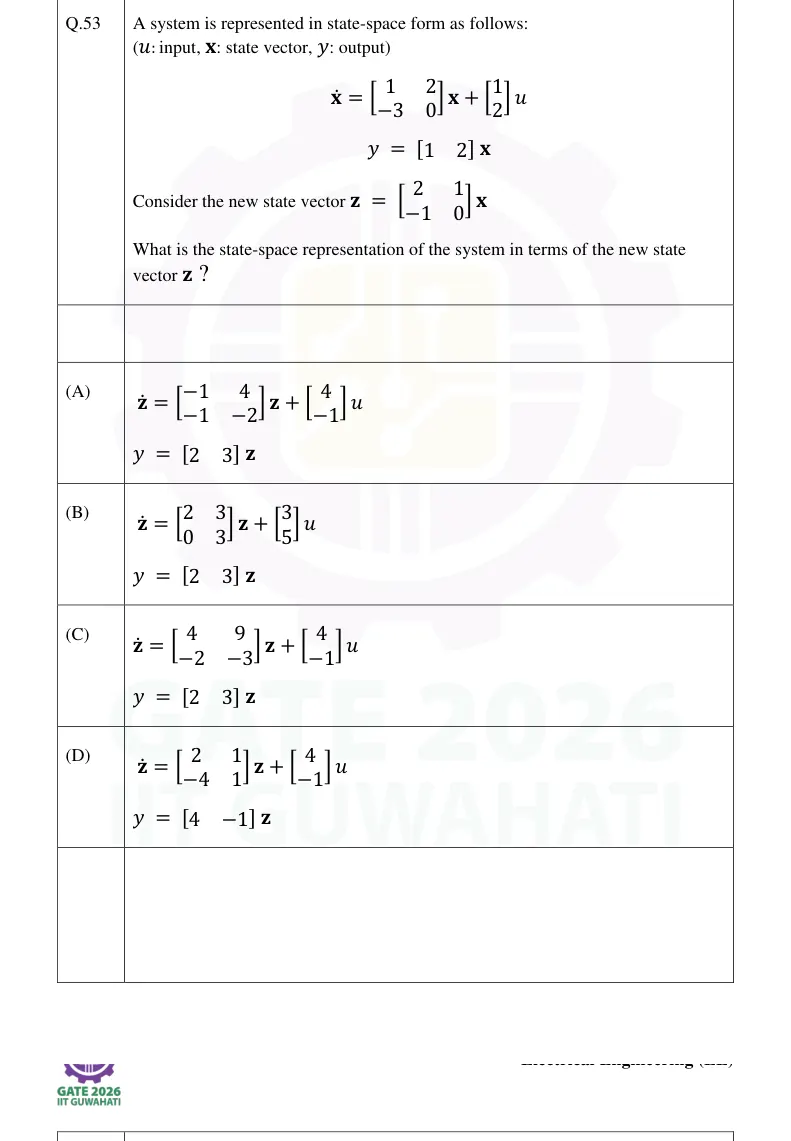 Q.53 A system is represented in state-space form as follows:
(u: input, x: state vector, y: output)
ẋ = [1 2; −3 0] x + [1; 2] u
y = [1 2] x
Consider the new state vector z = [2 1; −1 0] x
What is the state-space representation of the system in terms of the new state
vector z ?
(A) ż = [−1 4; −1 −2] z + [4; −1] u
y = [2 3] z
(B) ż = [2 3; 0 3] z + [3; 5] u
y = [2 3] z
(C) ż = [4 9; −2 −3] z + [4; −1] u
y = [2 3] z
(D) ż = [2 1; −4 1] z + [4; −1] u
y = [4 −1] z
GATE 2026
IIT GUWAHATI
GATE 2026
IIT GUWAHATI